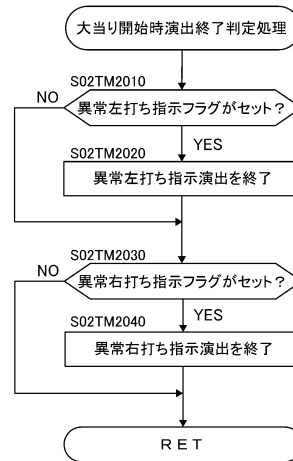 大当り開始時演出終了判定処理
S02TM2010
NO
異常左打ち指示フラグがセット？
YES
S02TM2020
異常左打ち指示演出を終了
S02TM2030
NO
異常右打ち指示フラグがセット？
YES
S02TM2040
異常右打ち指示演出を終了
ＲＥＴ